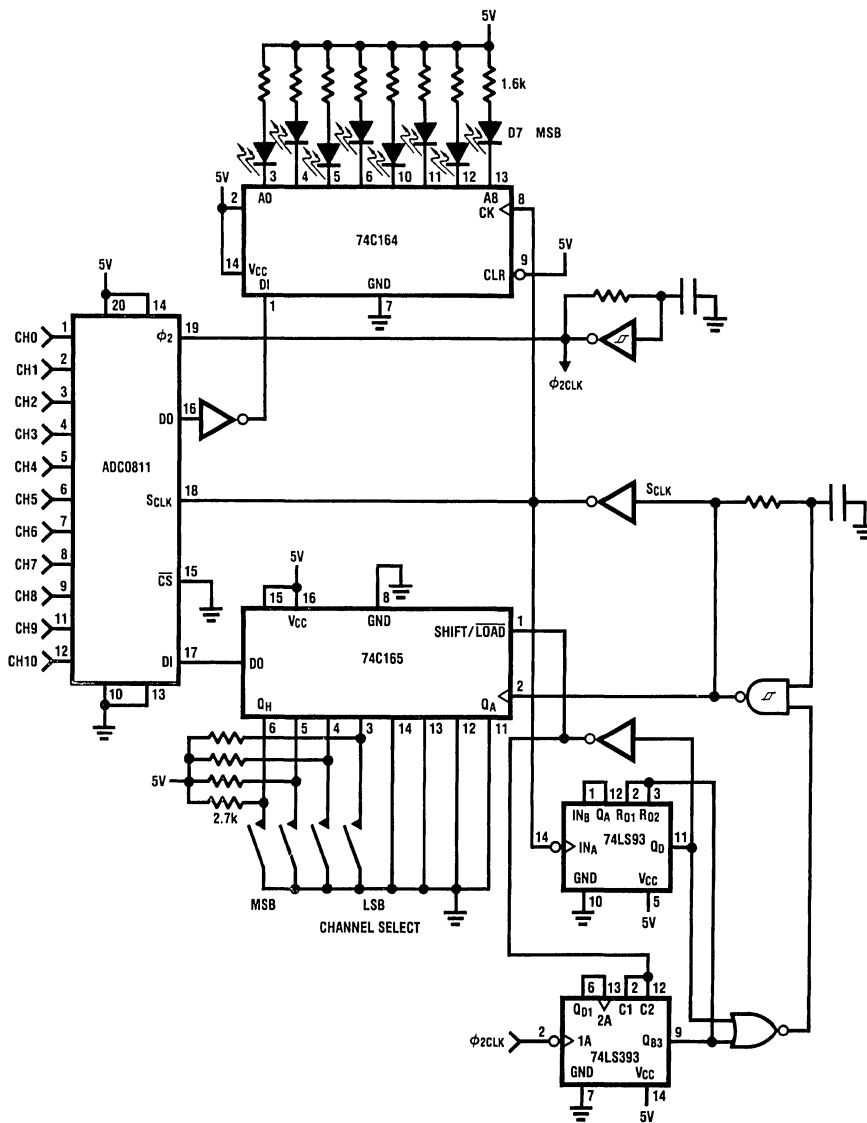 5V
1.6k
D7 MSB
3 4 5 6 10 11 12 13
5V
2
A0
A8
8
CK
74C164
14
VCC
DI
GND
CLR
9
5V
1
7
5V
20 14
CH0 1
ϕ2 19
ϕ2CLK
CH1 2
CH2 3
DO 16
CH3 4
CH4 5
ADC0811
CH5 6
SCLK 18
SCLK
CH6 7
CH7 8
CS 15
CH8 9
CH9 11
CH10 12
DI 17
10 13
5V
15 16
VCC
8
GND
SHIFT/LOAD
1
DO
74C165
2
QH
QA
6 5 4 3 14 13 12 11
5V
2.7k
MSB
LSB
CHANNEL SELECT
1 12 2 3
INB QA RO1 RO2
74LS93
14
INA
QD 11
GND
VCC
10
5
5V
6 13 2 12
QD1
2A
C1 C2
ϕ2CLK
2
1A
QB3 9
74LS393
GND
VCC
7
14
5V